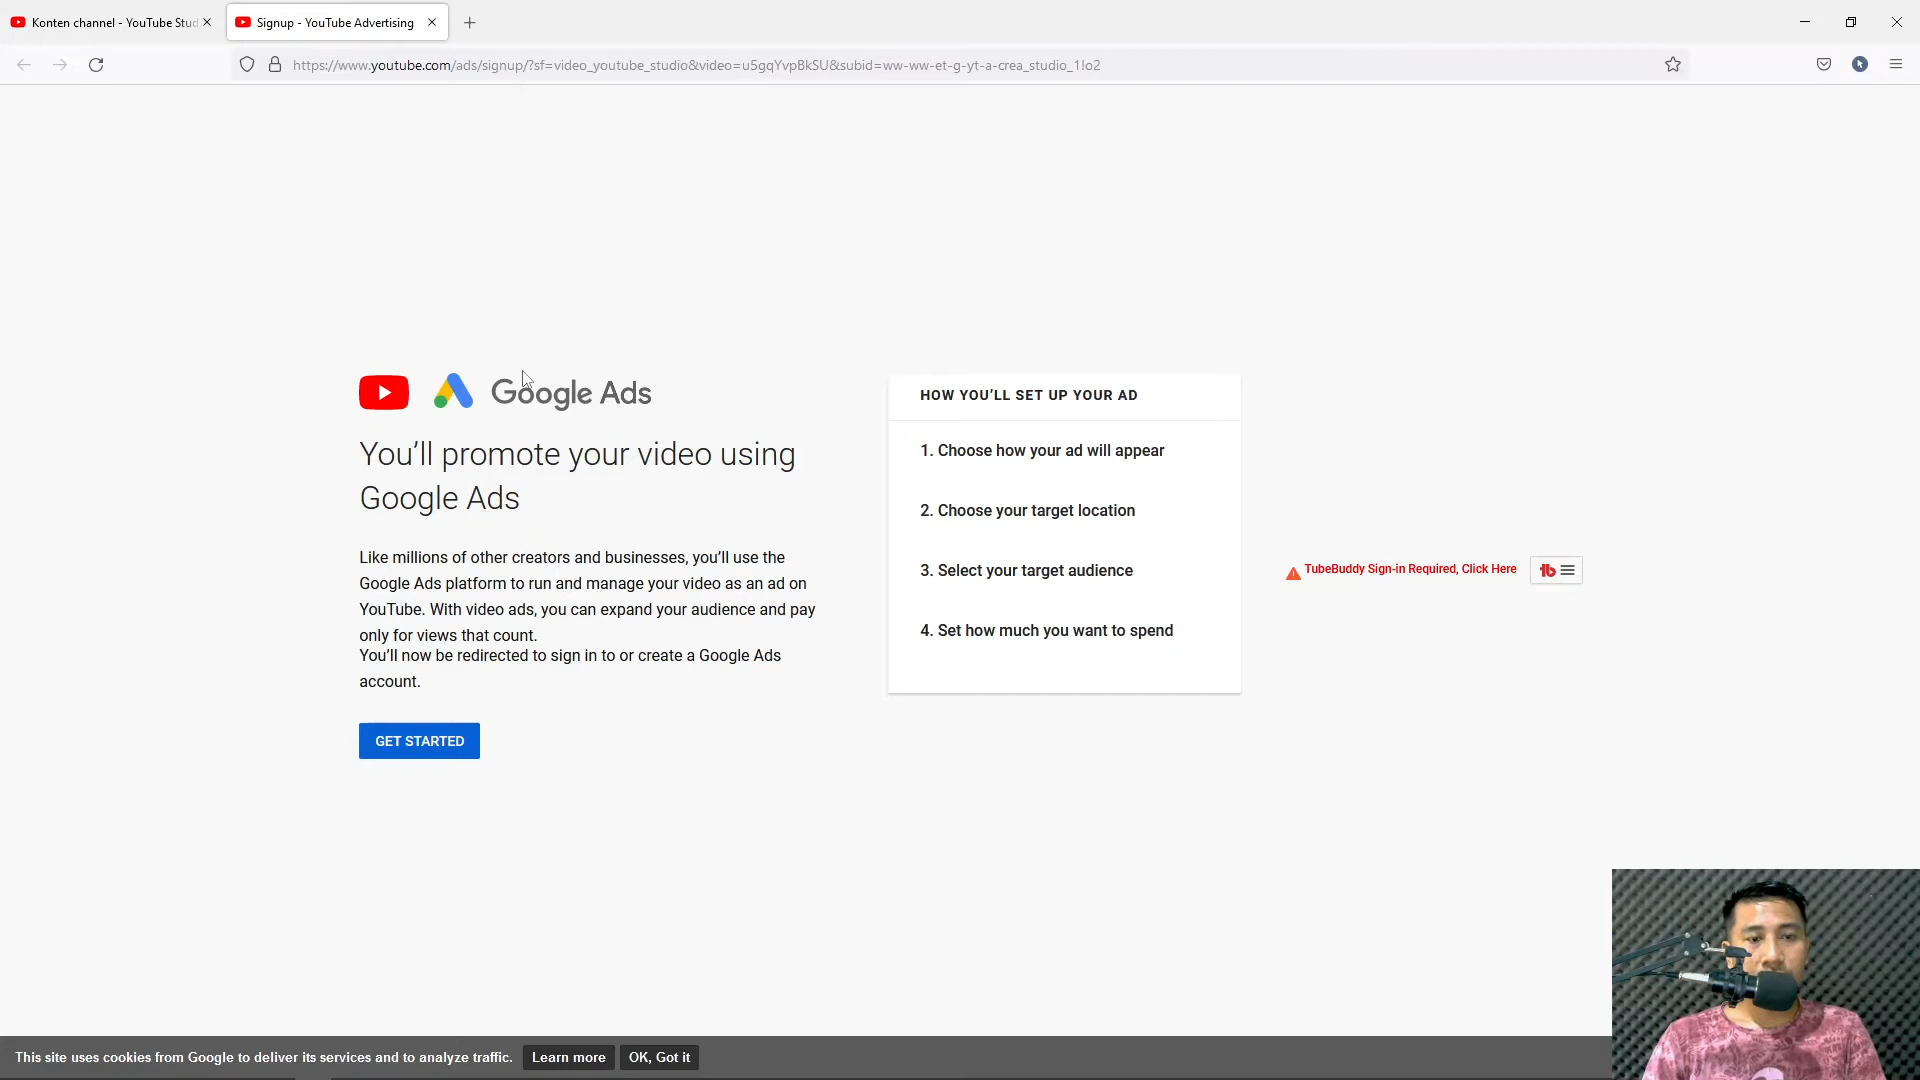 Konten channel - YouTube Stud
Signup - YouTube Advertising
https://www.youtube.com/ads/signup/?sf=video_youtube_studio&video=u5gqYvpBkSU&subid=ww-ww-et-g-yt-a-crea_studio_1!o2
Google Ads
You’ll promote your video using
Google Ads
Like millions of other creators and businesses, you’ll use the
Google Ads platform to run and manage your video as an ad on
YouTube. With video ads, you can expand your audience and pay
only for views that count.
You’ll now be redirected to sign in to or create a Google Ads
account.
GET STARTED
HOW YOU’LL SET UP YOUR AD
1. Choose how your ad will appear
2. Choose your target location
3. Select your target audience
4. Set how much you want to spend
TubeBuddy Sign-in Required, Click Here
tb
This site uses cookies from Google to deliver its services and to analyze traffic.
Learn more
OK, Got it